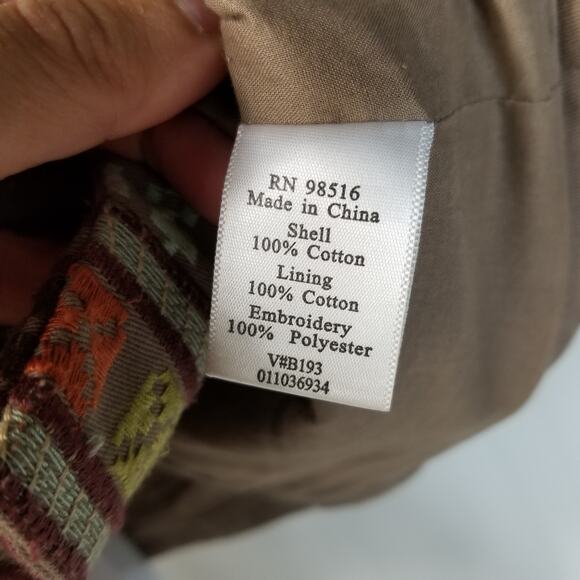 RN 98516
Made in China
Shell
100% Cotton
Lining
100% Cotton
Embroidery
100% Polyester
V#B193
011036934